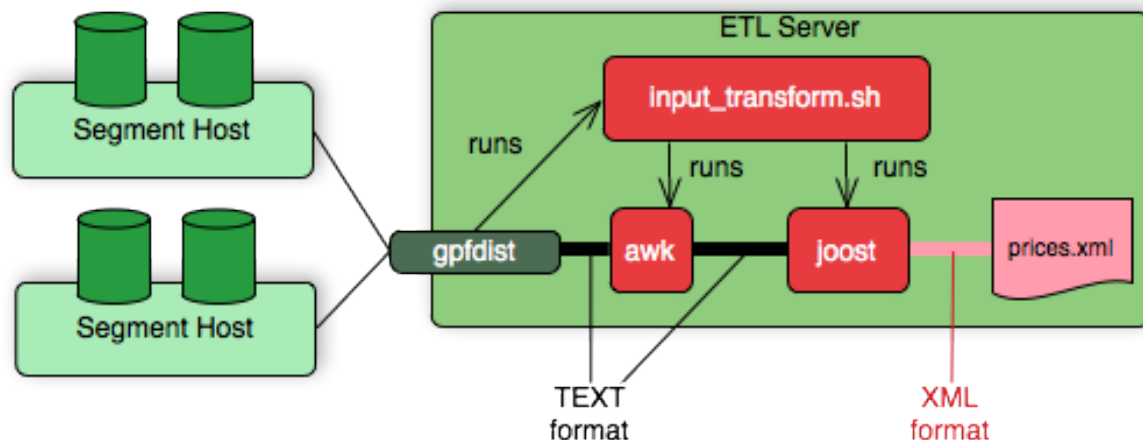 ETL Server
Segment Host
input_transform.sh
runs
runs
runs
gpfdist
awk
joost
prices.xml
Segment Host
TEXT
format
XML
format